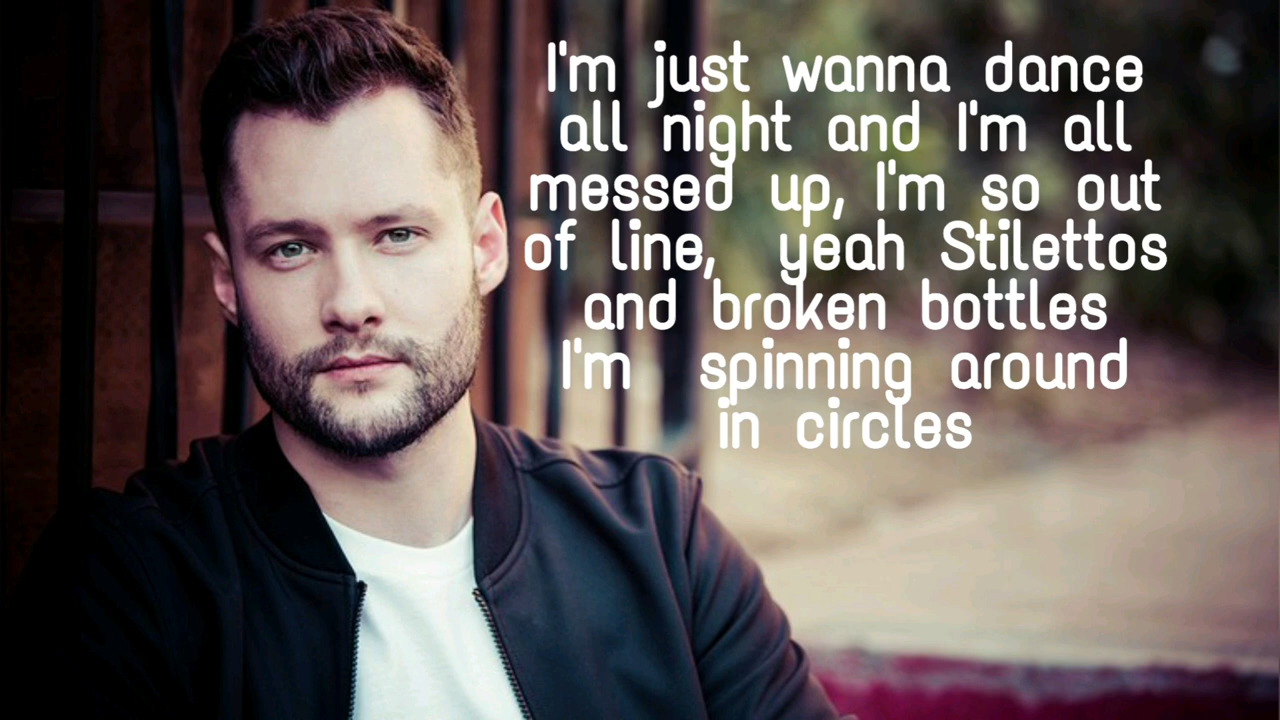 I'm just wanna dance
all night and I'm all
messed up, I'm so out
of line, yeah Stilettos
and broken bottles
I'm spinning around
in circles